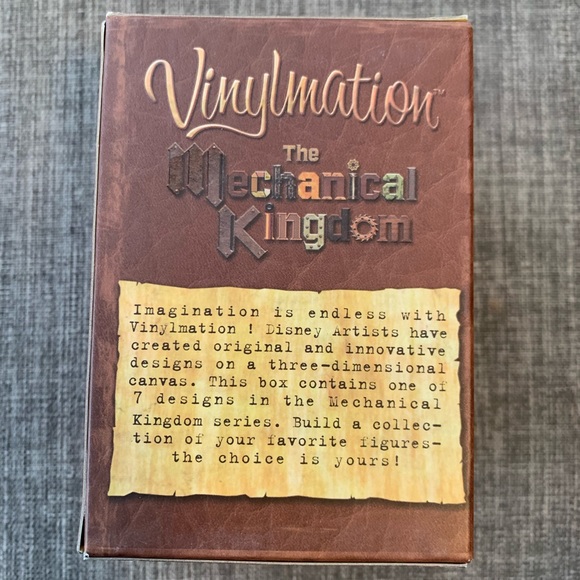 Vinylmation™
The
Mechanical
Kingdom
Imagination is endless with
Vinylmation ! Disney Artists have
created original and innovative
designs on a three-dimensional
canvas. This box contains one of
7 designs in the Mechanical
Kingdom series. Build a collec-
tion of your favorite figures-
the choice is yours!